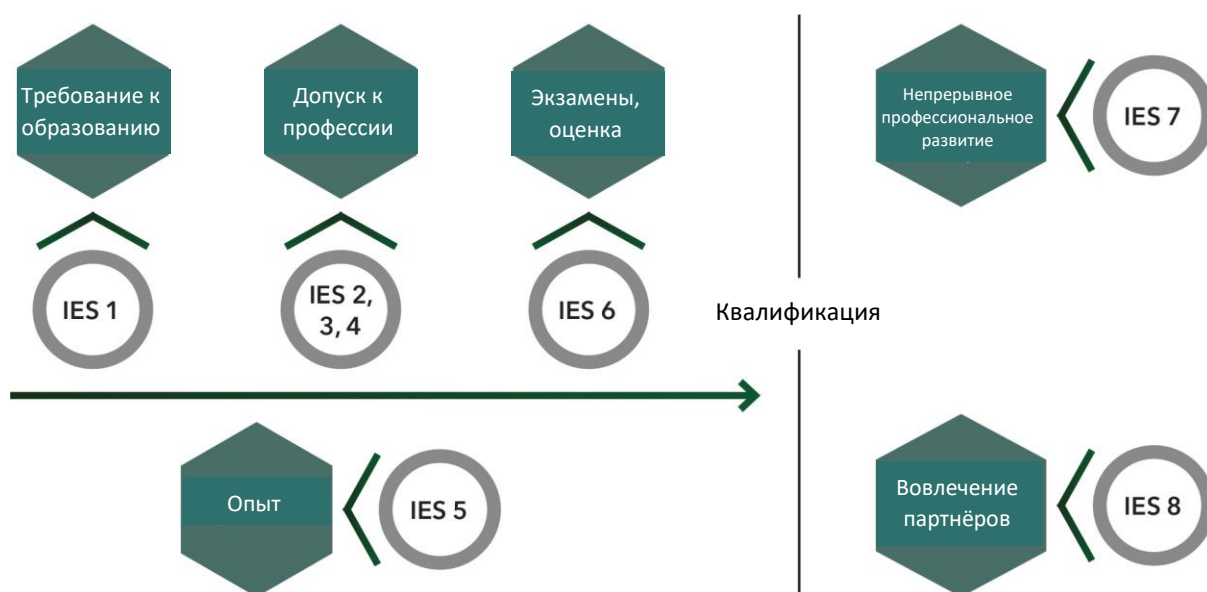 Требование к
образованию
Допуск к
профессии
Экзамены,
оценка
Непрерывное
профессиональное
развитие
IES 7
IES 1
IES 2,
3, 4
IES 6
Квалификация
Опыт
IES 5
Вовлечение
партнёров
IES 8